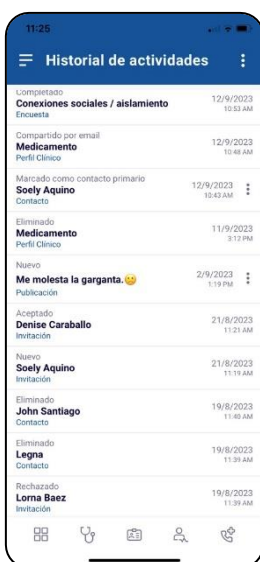 11:25
Historial de actividades
Completado
Conexiones sociales / aislamiento
Encuesta
12/9/2023
10:53 AM
Compartido por email
Medicamento
Perfil Clínico
12/9/2023
10:48 AM
Marcado como contacto primario
Soely Aquino
Contacto
12/9/2023
10:43 AM
Eliminado
Medicamento
Perfil Clínico
11/9/2023
3:12 PM
Nuevo
Me molesta la garganta.😕
Publicación
2/9/2023
1:19 PM
Aceptado
Denise Caraballo
Invitación
21/8/2023
11:21 AM
Nuevo
Soely Aquino
Invitación
21/8/2023
11:19 AM
Eliminado
John Santiago
Contacto
19/8/2023
11:40 AM
Eliminado
Legna
Contacto
19/8/2023
11:39 AM
Rechazado
Lorna Baez
Invitación
19/8/2023
11:39 AM